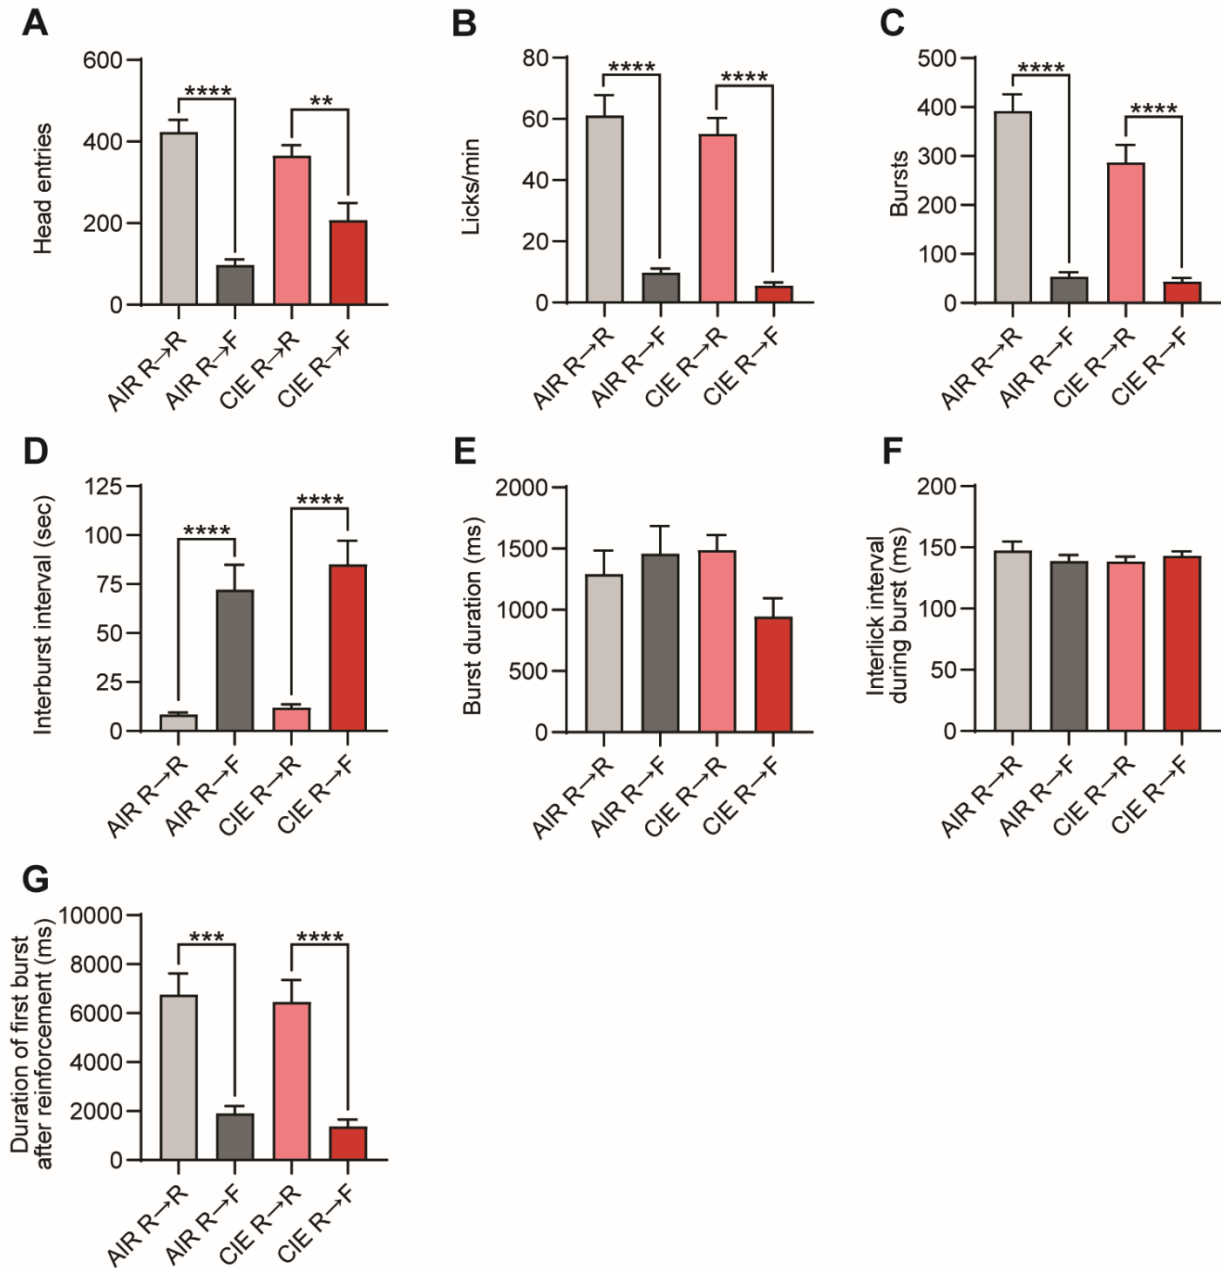 A
Head entries
600
400
200
0
****
**
AIR R→R
AIR R→F
CIE R→R
CIE R→F
B
Licks/min
80
60
40
20
0
****
****
AIR R→R
AIR R→F
CIE R→R
CIE R→F
C
Bursts
500
400
300
200
100
0
****
****
AIR R→R
AIR R→F
CIE R→R
CIE R→F
D
Interburst interval (sec)
125
100
75
50
25
0
****
****
AIR R→R
AIR R→F
CIE R→R
CIE R→F
E
Burst duration (ms)
2000
1500
1000
500
0
AIR R→R
AIR R→F
CIE R→R
CIE R→F
F
Interlick interval
during burst (ms)
200
150
100
50
0
AIR R→R
AIR R→F
CIE R→R
CIE R→F
G
Duration of first burst
after reinforcement (ms)
10000
8000
6000
4000
2000
0
***
****
AIR R→R
AIR R→F
CIE R→R
CIE R→F